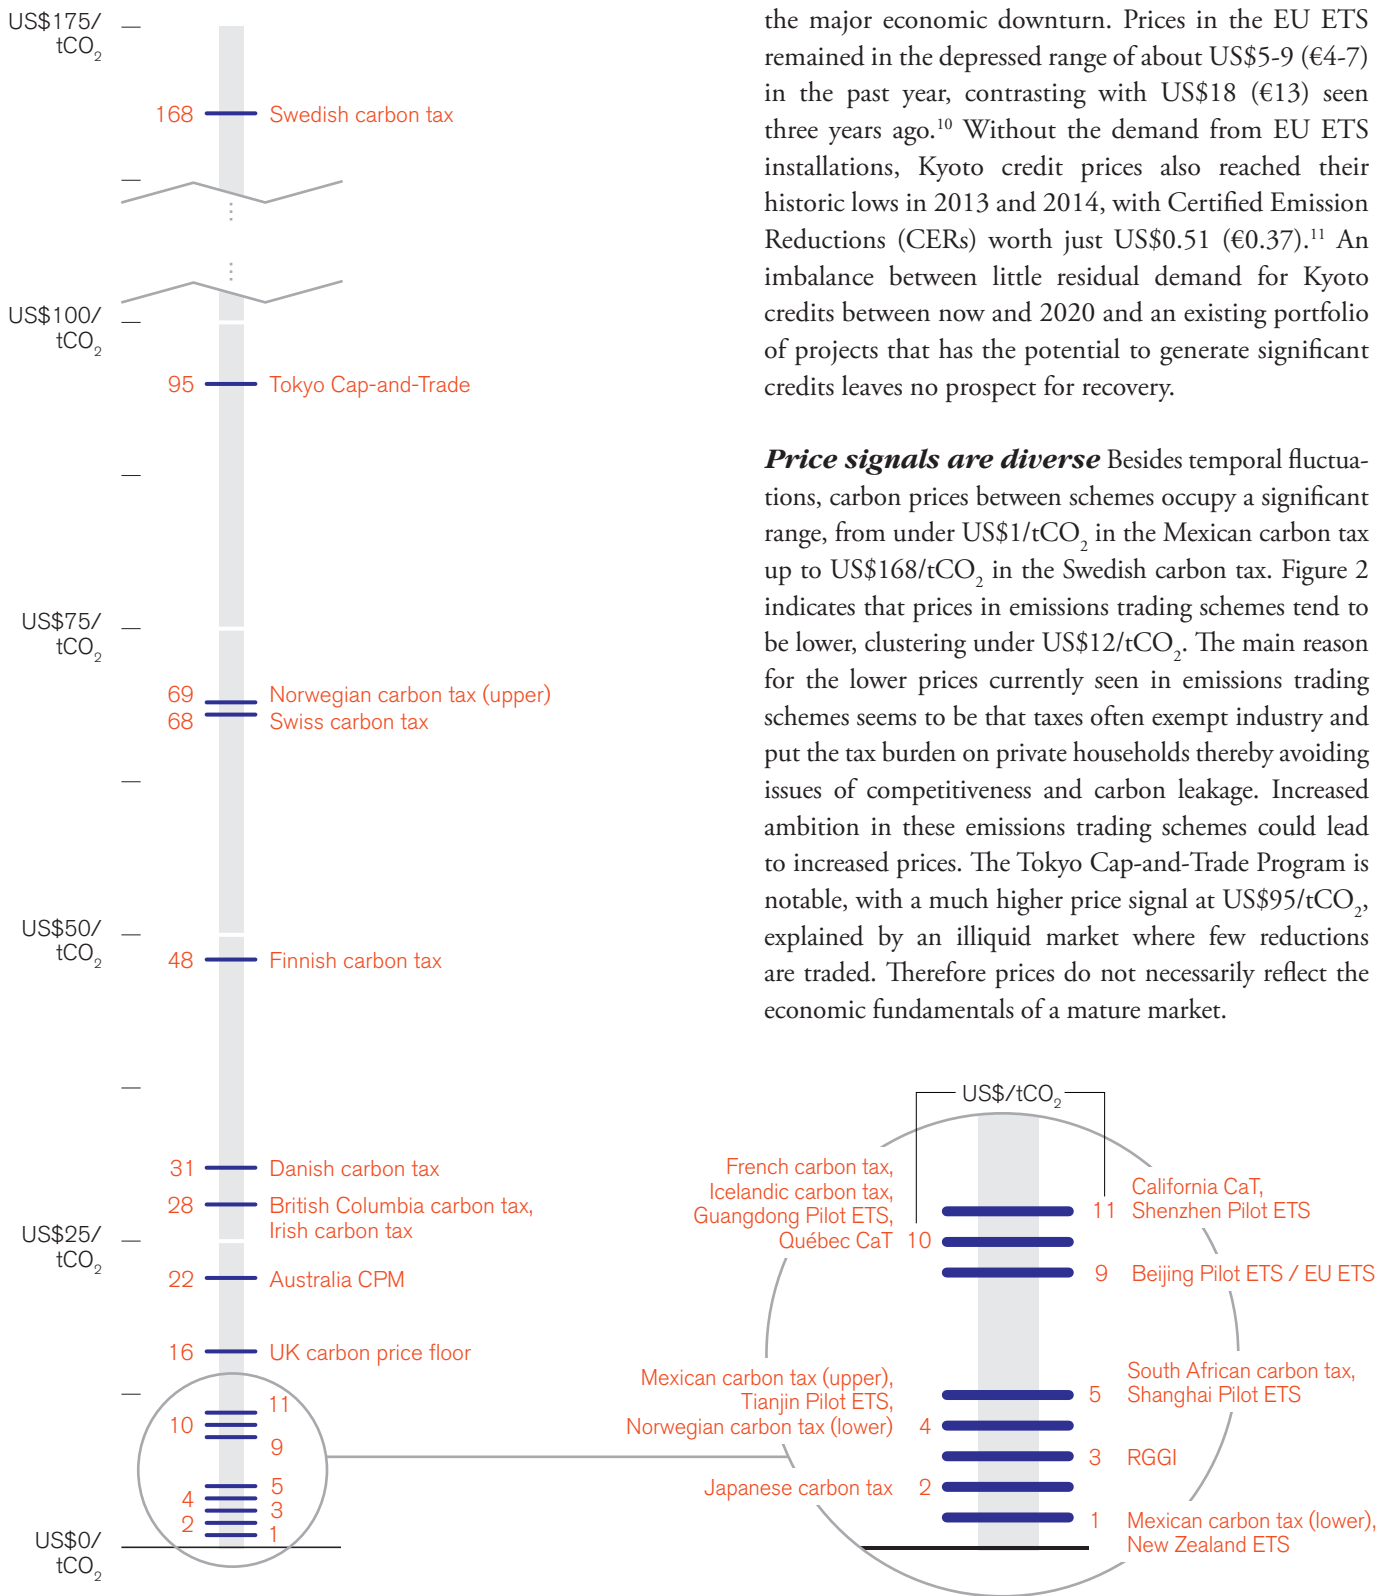 US$175/
tCO2
168 Swedish carbon tax
US$100/
tCO2
95 Tokyo Cap-and-Trade
US$75/
tCO2
69 Norwegian carbon tax (upper)
68 Swiss carbon tax
US$50/
tCO2
48 Finnish carbon tax
31 Danish carbon tax
28 British Columbia carbon tax,
Irish carbon tax
US$25/
tCO2
22 Australia CPM
16 UK carbon price floor
11
10
9
5
4
3
2
1
US$0/
tCO2
the major economic downturn. Prices in the EU ETS
remained in the depressed range of about US$5-9 (€4-7)
in the past year, contrasting with US$18 (€13) seen
three years ago.10 Without the demand from EU ETS
installations, Kyoto credit prices also reached their
historic lows in 2013 and 2014, with Certified Emission
Reductions (CERs) worth just US$0.51 (€0.37).11 An
imbalance between little residual demand for Kyoto
credits between now and 2020 and an existing portfolio
of projects that has the potential to generate significant
credits leaves no prospect for recovery.
Price signals are diverse Besides temporal fluctua-
tions, carbon prices between schemes occupy a significant
range, from under US$1/tCO2 in the Mexican carbon tax
up to US$168/tCO2 in the Swedish carbon tax. Figure 2
indicates that prices in emissions trading schemes tend to
be lower, clustering under US$12/tCO2. The main reason
for the lower prices currently seen in emissions trading
schemes seems to be that taxes often exempt industry and
put the tax burden on private households thereby avoiding
issues of competitiveness and carbon leakage. Increased
ambition in these emissions trading schemes could lead
to increased prices. The Tokyo Cap-and-Trade Program is
notable, with a much higher price signal at US$95/tCO2,
explained by an illiquid market where few reductions
are traded. Therefore prices do not necessarily reflect the
economic fundamentals of a mature market.
US$/tCO2
French carbon tax,
Icelandic carbon tax,
Guangdong Pilot ETS,
Québec CaT 10
California CaT,
11 Shenzhen Pilot ETS
9 Beijing Pilot ETS / EU ETS
Mexican carbon tax (upper),
Tianjin Pilot ETS,
Norwegian carbon tax (lower) 4
South African carbon tax,
5 Shanghai Pilot ETS
3 RGGI
Japanese carbon tax 2
1 Mexican carbon tax (lower),
New Zealand ETS